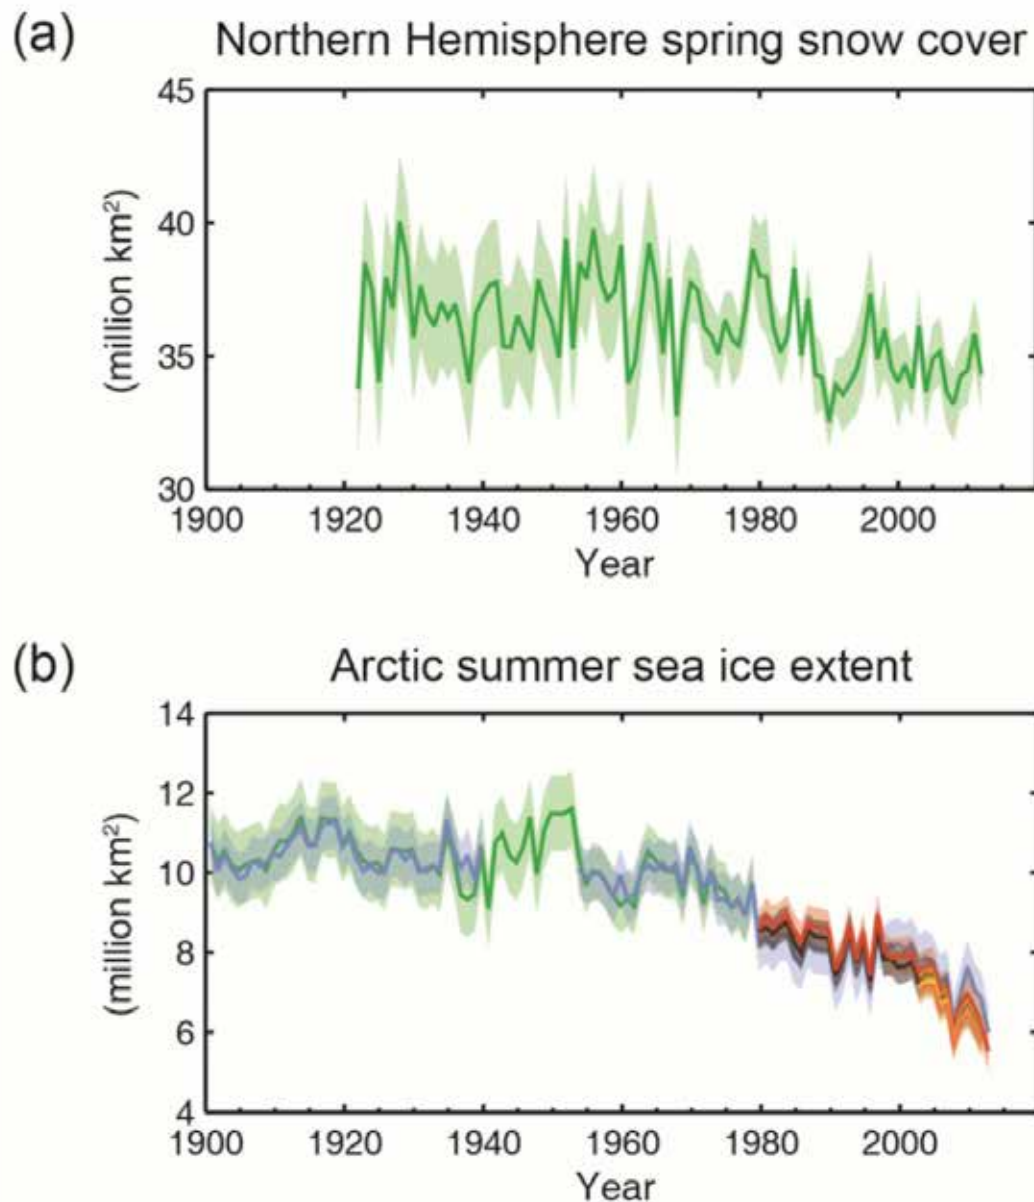 (a) Northern Hemisphere spring snow cover
45
40
35
30
(million km²)
1900 1920 1940 1960 1980 2000
Year
(b) Arctic summer sea ice extent
14
12
10
8
6
4
(million km²)
1900 1920 1940 1960 1980 2000
Year